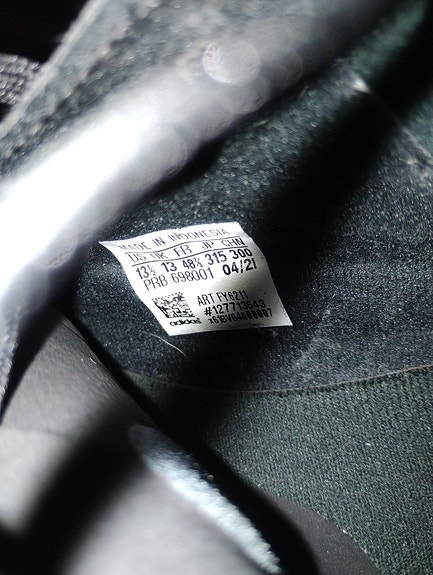 MADE IN INDONESIA
US UK FR JP CHN
13½ 13 48⅔ 315 300
PRB 698001 04/21
ART FY6211
#127713643
adidas